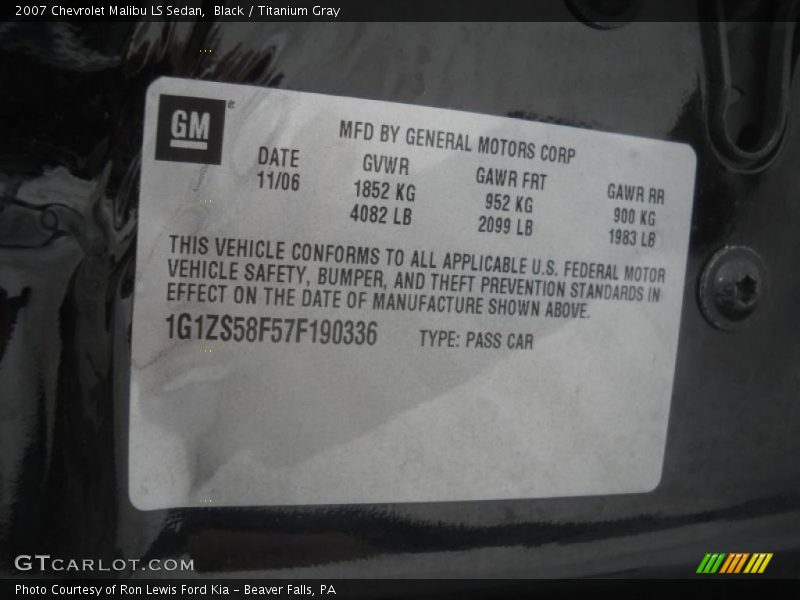 2007 Chevrolet Malibu LS Sedan, Black / Titanium Gray
GM®
MFD BY GENERAL MOTORS CORP
DATE GVWR GAWR FRT GAWR RR
11/06 1852 KG 952 KG 900 KG
4082 LB 2099 LB 1983 LB
THIS VEHICLE CONFORMS TO ALL APPLICABLE U.S. FEDERAL MOTOR
VEHICLE SAFETY, BUMPER, AND THEFT PREVENTION STANDARDS IN
EFFECT ON THE DATE OF MANUFACTURE SHOWN ABOVE.
1G1ZS58F57F190336 TYPE: PASS CAR
GTCARLOT.COM
Photo Courtesy of Ron Lewis Ford Kia - Beaver Falls, PA